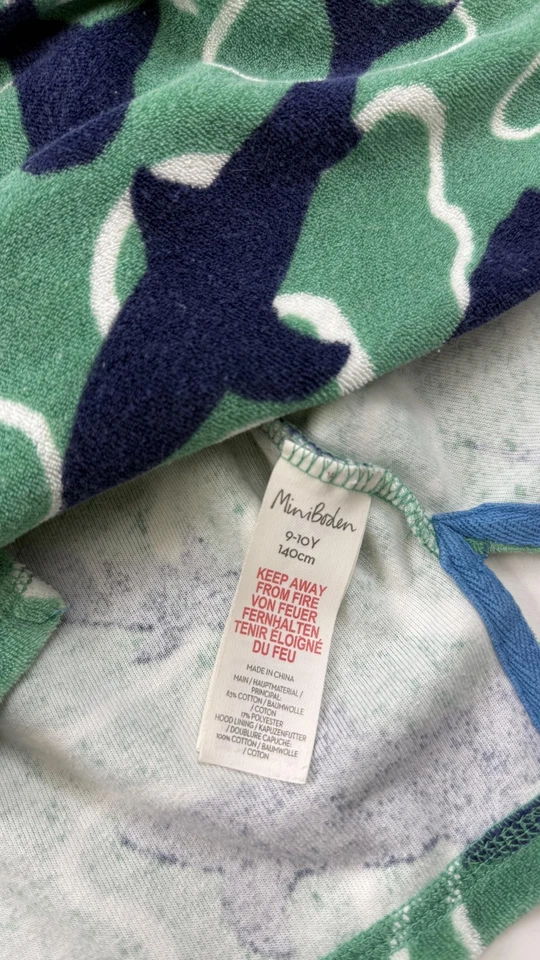 MiniBoden
9-10Y
140cm
KEEP AWAY
FROM FIRE
VON FEUER
FERNHALTEN
TENIR ÉLOIGNÉ
DU FEU
MADE IN CHINA
MAIN / HAUPTMATERIAL /
PRINCIPAL:
83% COTTON / BAUMWOLLE
/ COTON
17% POLYESTER
HOOD LINING / KAPUZENFUTTER
/ DOUBLURE CAPUCHE:
100% COTTON / BAUMWOLLE
/ COTON